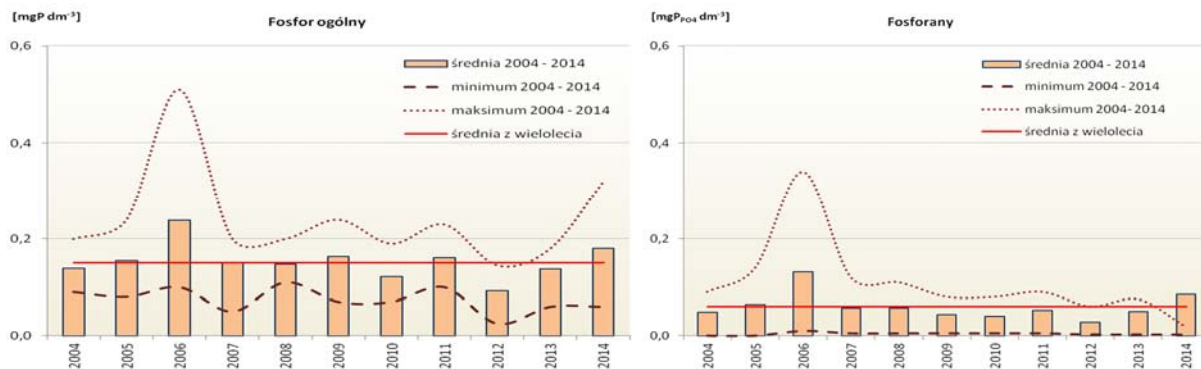 [mgP dm⁻³]
Fosfor ogólny
0,6
0,4
0,2
0,0
średnia 2004 - 2014
minimum 2004 - 2014
maksimum 2004- 2014
średnia z wielolecia
2004
2005
2006
2007
2008
2009
2010
2011
2012
2013
2014
[mgP_PO4 dm⁻³]
Fosforany
0,6
0,4
0,2
0,0
średnia 2004 - 2014
minimum 2004 - 2014
maksimum 2004- 2014
średnia z wielolecia
2004
2005
2006
2007
2008
2009
2010
2011
2012
2013
2014